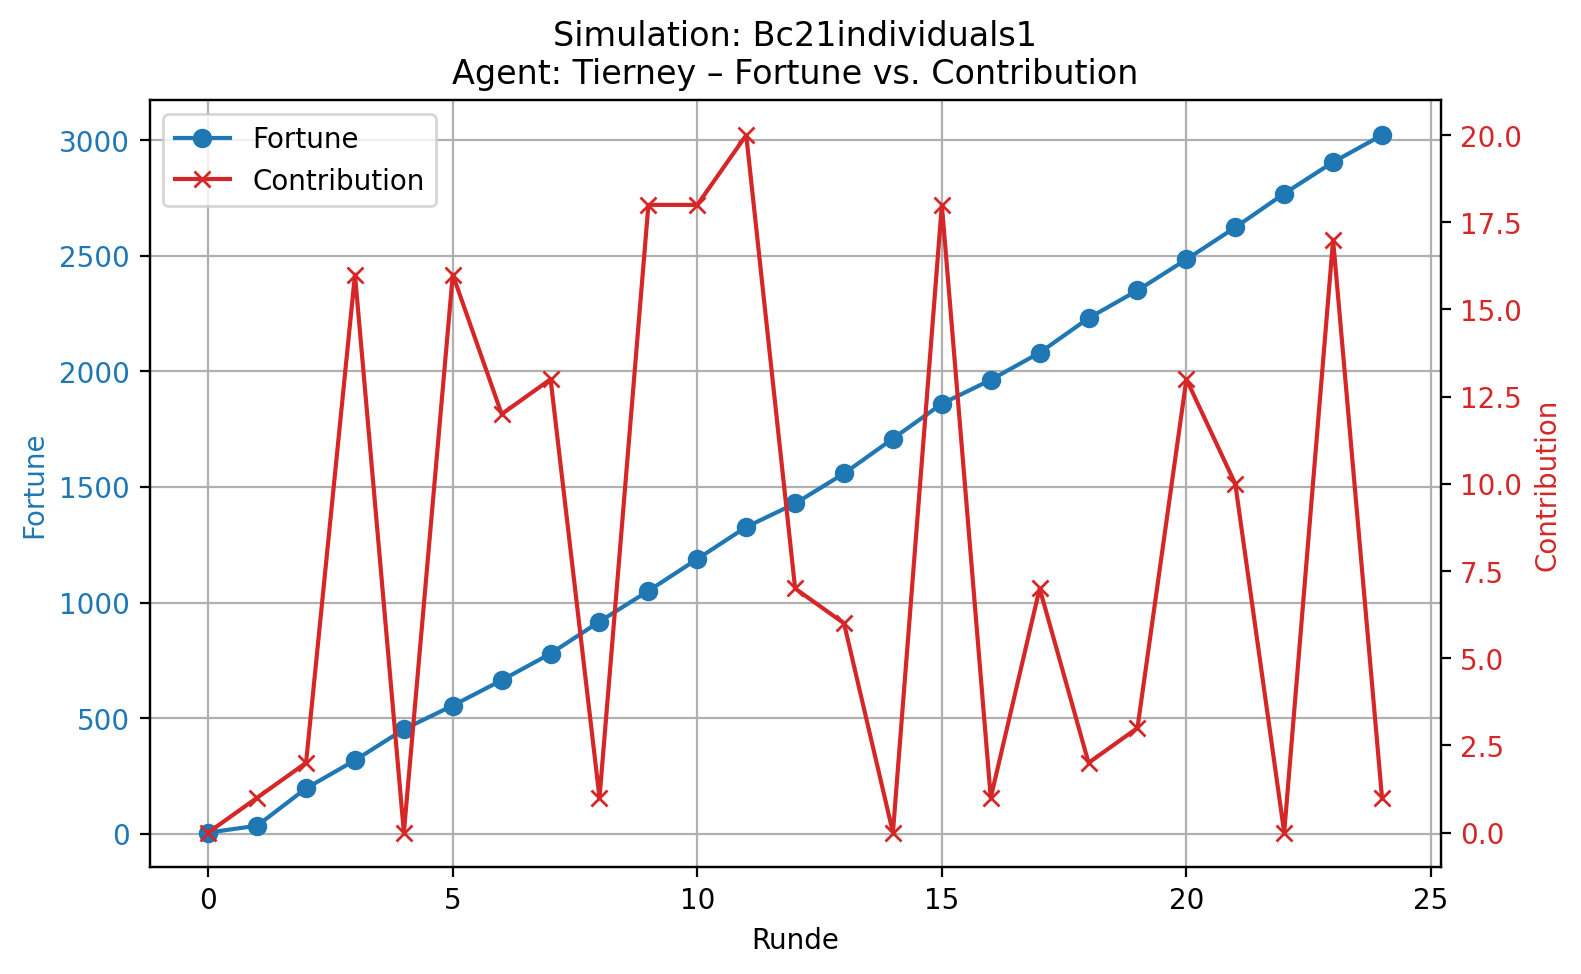 Simulation: Bc21individuals1
Agent: Tierney – Fortune vs. Contribution
Fortune
Contribution
3000
2500
2000
1500
1000
500
0
Fortune
20.0
17.5
15.0
12.5
10.0
7.5
5.0
2.5
0.0
Contribution
0 5 10 15 20 25
Runde